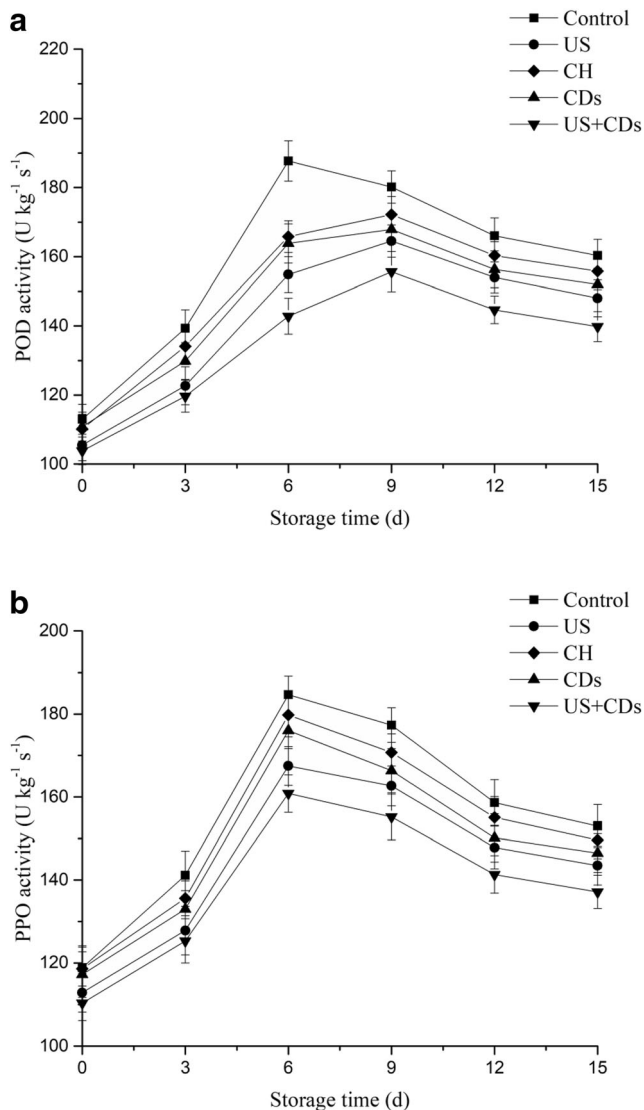 a
Control
US
CH
CDs
US+CDs
220
200
180
160
140
120
100
POD activity (U kg⁻¹ s⁻¹)
0 3 6 9 12 15
Storage time (d)
b
Control
US
CH
CDs
US+CDs
200
180
160
140
120
100
PPO activity (U kg⁻¹ s⁻¹)
0 3 6 9 12 15
Storage time (d)